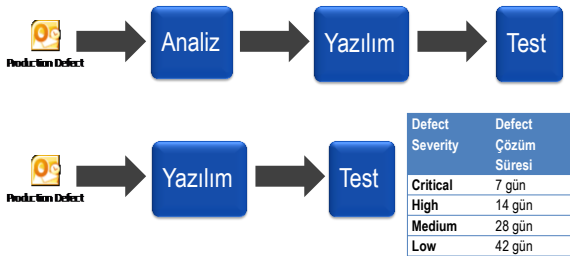 Analiz
Yazılım
Test
Production Defect
Yazılım
Test
Production Defect
Defect Severity
Defect Çözüm Süresi
Critical 7 gün
High 14 gün
Medium 28 gün
Low 42 gün